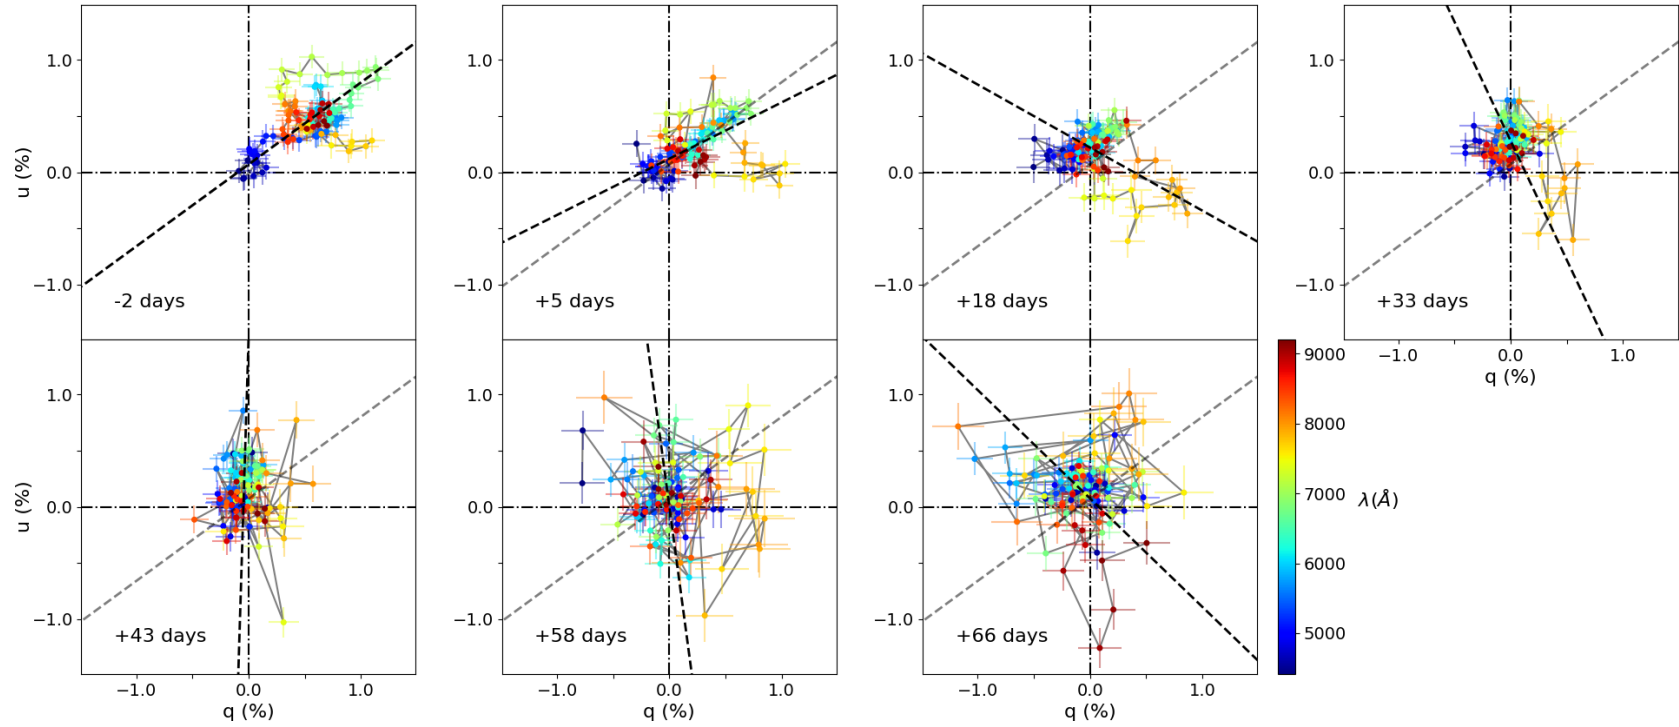 1.0
0.0
−1.0
u (%)
-2 days
1.0
0.0
−1.0
+5 days
1.0
0.0
−1.0
+18 days
1.0
0.0
−1.0
+33 days
−1.0 0.0 1.0
q (%)
1.0
0.0
−1.0
u (%)
+43 days
−1.0 0.0 1.0
q (%)
1.0
0.0
−1.0
+58 days
−1.0 0.0 1.0
q (%)
1.0
0.0
−1.0
+66 days
−1.0 0.0 1.0
q (%)
9000
8000
7000
6000
5000
λ(Å)